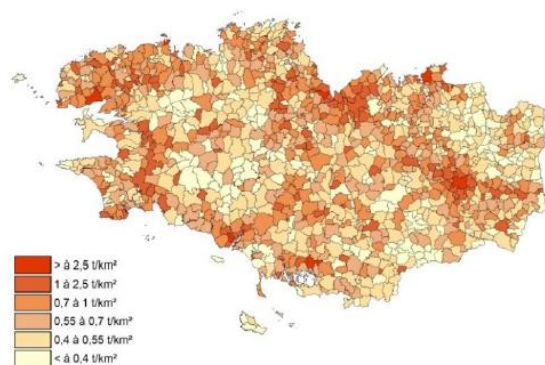 > à 2,5 t/km²
1 à 2,5 t/km²
0,7 à 1 t/km²
0,55 à 0,7 t/km²
0,4 à 0,55 t/km²
< à 0,4 t/km²